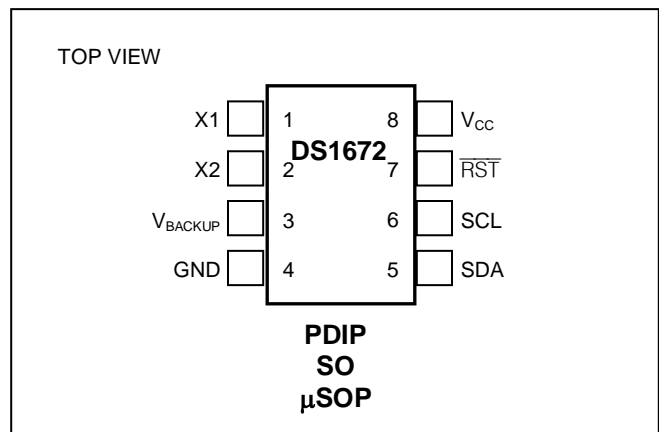 TOP VIEW
X1 1 8 VCC
DS1672
X2 2 7 RST
VBACKUP 3 6 SCL
GND 4 5 SDA
PDIP
SO
µSOP